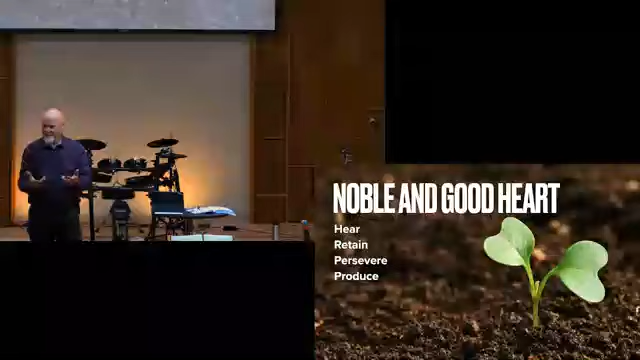 NOBLE AND GOOD HEART
Hear
Retain
Persevere
Produce